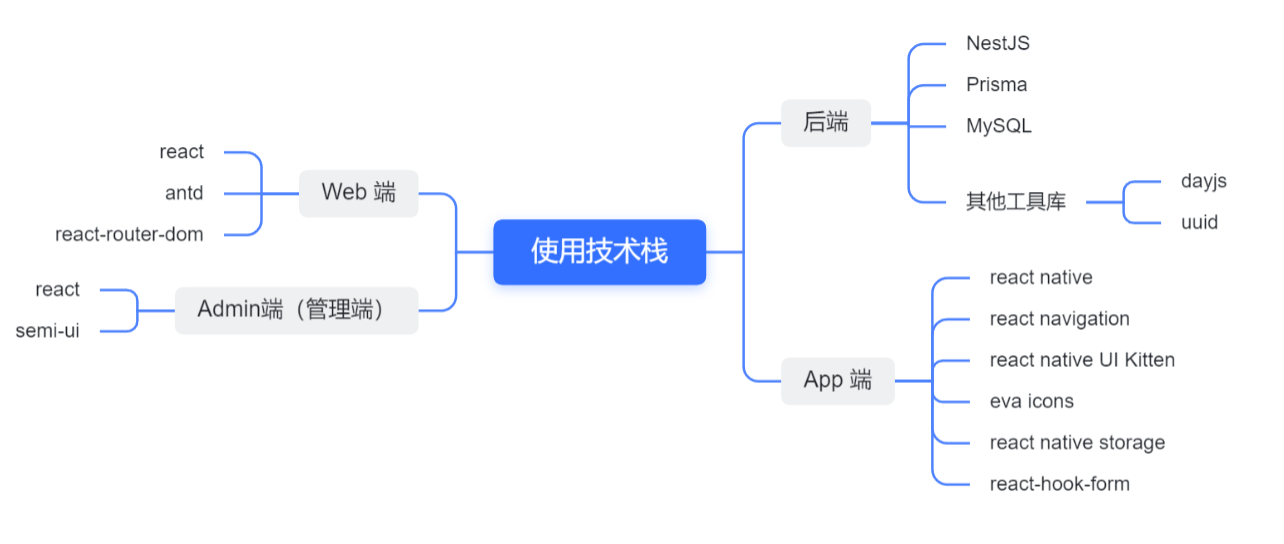 使用技术栈
后端
NestJS
Prisma
MySQL
其他工具库
dayjs
uuid
App 端
react native
react navigation
react native UI Kitten
eva icons
react native storage
react-hook-form
Web 端
react
antd
react-router-dom
Admin端（管理端）
react
semi-ui